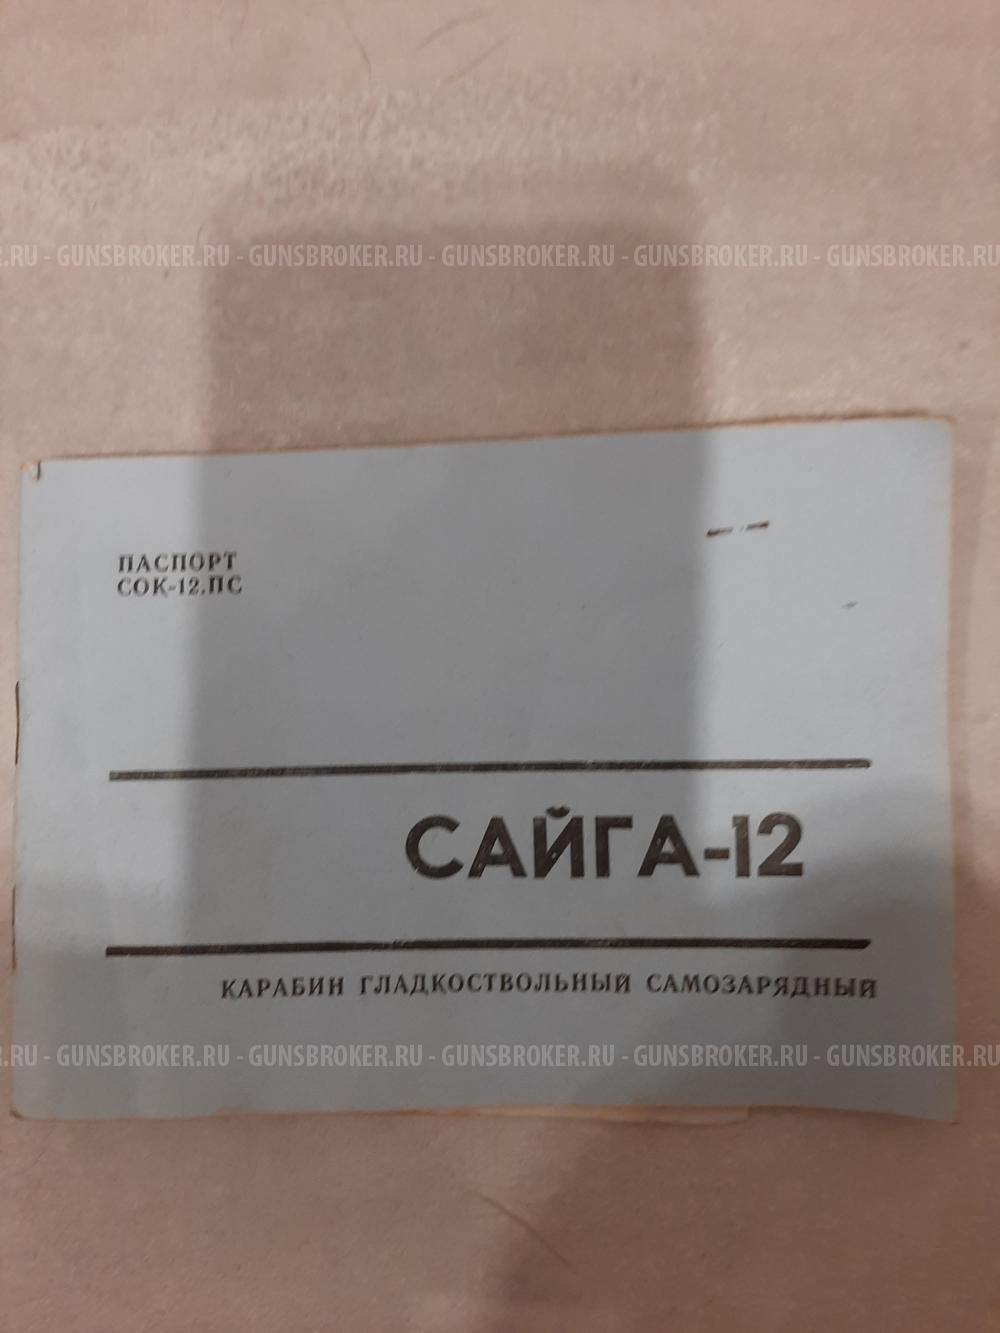 .RU - GUNSBROKER.RU - GUNSBROKER.RU - GUNSBROKER.RU - GUNSBROKER.RU - GUNSBROKER.RU
ПАСПОРТ
СОК-12.ПС
САЙГА-12
КАРАБИН ГЛАДКОСТВОЛЬНЫЙ САМОЗАРЯДНЫЙ
.RU - GUNSBROKER.RU - GUNSBROKER.RU - GUNSBROKER.RU - GUNSBROKER.RU - GUNSBROKER.RU